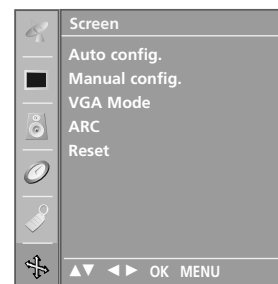 Screen
Auto config.
Manual config.
VGA Mode
ARC
Reset
▲▼ ◄► OK MENU